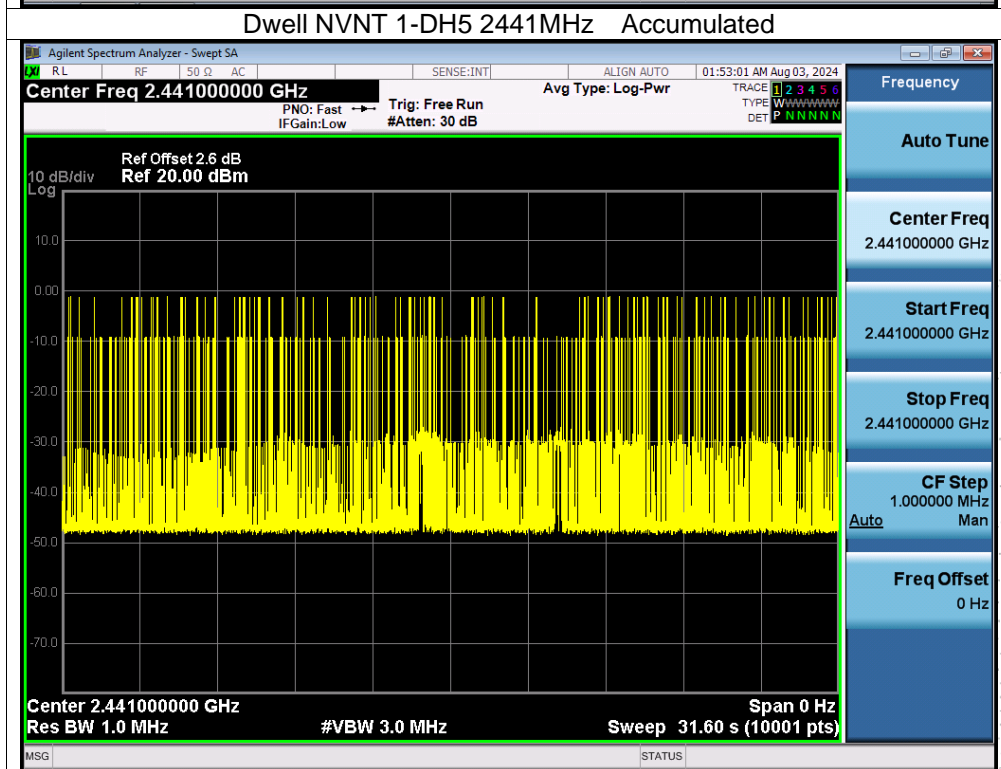 Dwell NVNT 1-DH5 2441MHz Accumulated
Agilent Spectrum Analyzer - Swept SA
LXI RL RF 50 Ω AC SENSE:INT ALIGN AUTO 01:53:01 AM Aug 03, 2024
Center Freq 2.441000000 GHz Avg Type: Log-Pwr TRACE 1 2 3 4 5 6
PNO: Fast Trig: Free Run TYPE WWWWWWW
IFGain:Low #Atten: 30 dB DET P N N N N N
Frequency
Ref Offset 2.6 dB
10 dB/div Ref 20.00 dBm
Log
10.0
0.00
-10.0
-20.0
-30.0
-40.0
-50.0
-60.0
-70.0
Center 2.441000000 GHz Span 0 Hz
Res BW 1.0 MHz #VBW 3.0 MHz Sweep 31.60 s (10001 pts)
Auto Tune
Center Freq
2.441000000 GHz
Start Freq
2.441000000 GHz
Stop Freq
2.441000000 GHz
CF Step
1.000000 MHz
Auto Man
Freq Offset
0 Hz
MSG STATUS